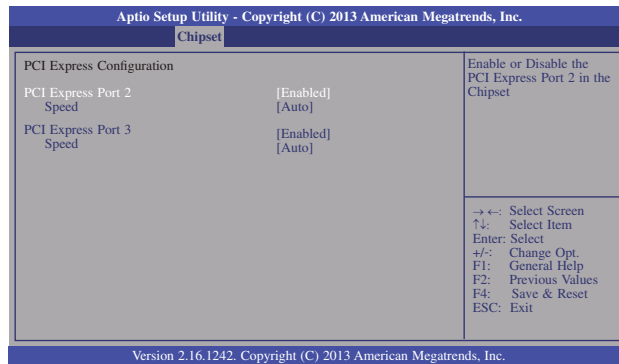 Aptio Setup Utility - Copyright (C) 2013 American Megatrends, Inc.
Chipset
PCI Express Configuration
PCI Express Port 2 [Enabled]
Speed [Auto]
PCI Express Port 3 [Enabled]
Speed [Auto]
Enable or Disable the
PCI Express Port 2 in the
Chipset
→ ←: Select Screen
↑↓: Select Item
Enter: Select
+/-: Change Opt.
F1: General Help
F2: Previous Values
F4: Save & Reset
ESC: Exit
Version 2.16.1242. Copyright (C) 2013 American Megatrends, Inc.